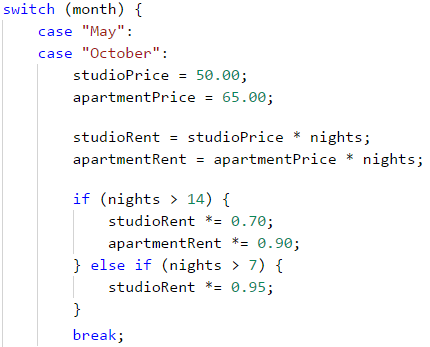 switch (month) {
case "May":
case "October":
studioPrice = 50.00;
apartmentPrice = 65.00;
studioRent = studioPrice * nights;
apartmentRent = apartmentPrice * nights;
if (nights > 14) {
studioRent *= 0.70;
apartmentRent *= 0.90;
} else if (nights > 7) {
studioRent *= 0.95;
}
break;